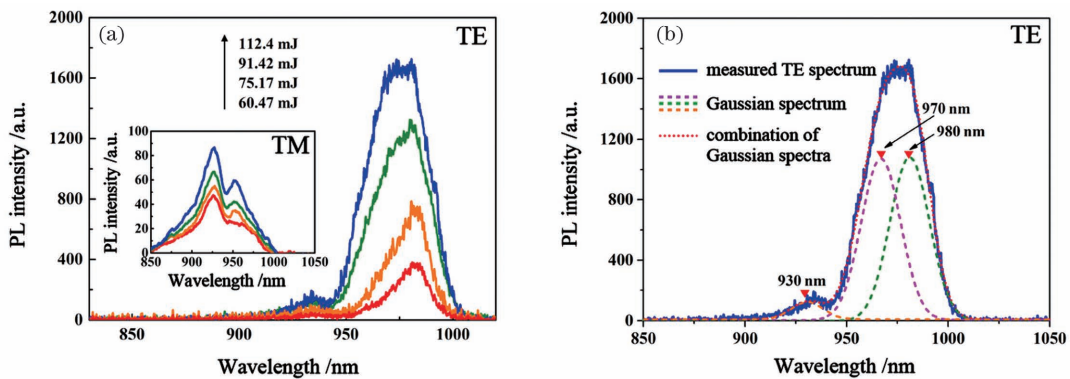 (a)
TE
2000
1600
1200
800
400
0
PL intensity /a.u.
112.4 mJ
91.42 mJ
75.17 mJ
60.47 mJ
TM
100
80
60
40
20
0
PL intensity/a.u.
850
900
950
1000
1050
Wavelength /nm
850
900
950
1000
Wavelength /nm
(b)
TE
2000
1600
1200
800
400
0
PL intensity /a.u.
measured TE spectrum
Gaussian spectrum
combination of
Gaussian spectra
970 nm
980 nm
930 nm
850
900
950
1000
1050
Wavelength /nm